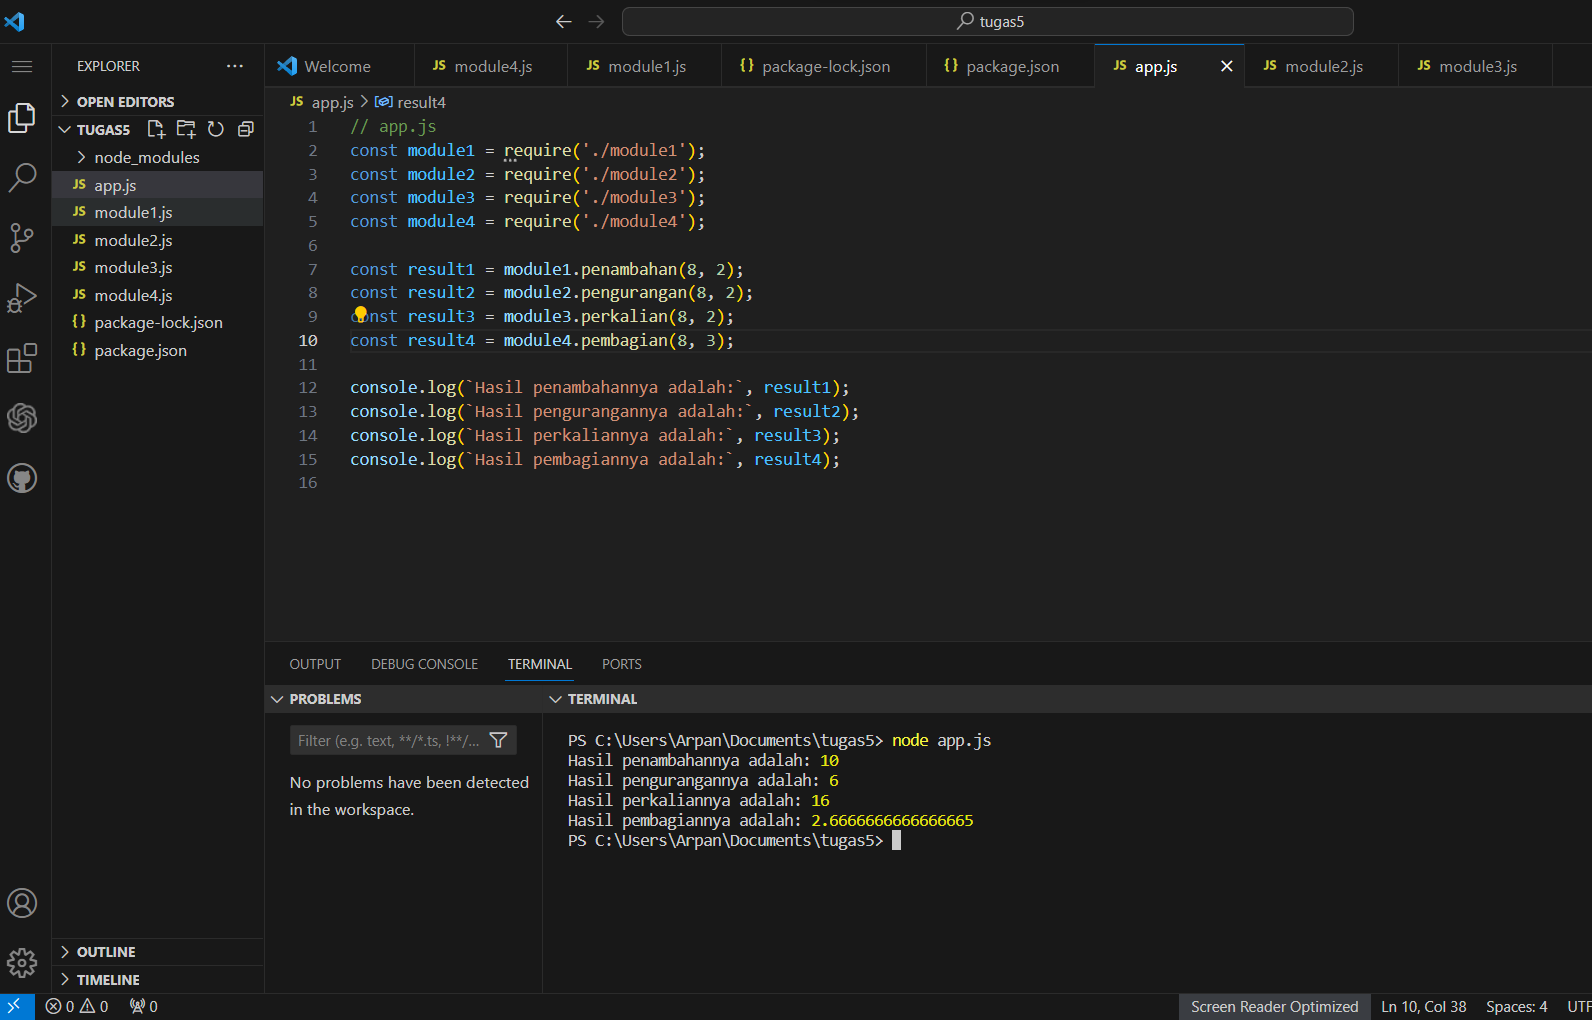 tugas5
EXPLORER ...
Welcome
JS module4.js
JS module1.js
{} package-lock.json
{} package.json
JS app.js
JS module2.js
JS module3.js
OPEN EDITORS
TUGAS5
node_modules
JS app.js
JS module1.js
JS module2.js
JS module3.js
JS module4.js
{} package-lock.json
{} package.json
OUTLINE
TIMELINE
JS app.js > result4
1 // app.js
2 const module1 = require('./module1');
3 const module2 = require('./module2');
4 const module3 = require('./module3');
5 const module4 = require('./module4');
6
7 const result1 = module1.penambahan(8, 2);
8 const result2 = module2.pengurangan(8, 2);
9 const result3 = module3.perkalian(8, 2);
10 const result4 = module4.pembagian(8, 3);
11
12 console.log(`Hasil penambahannya adalah:`, result1);
13 console.log(`Hasil pengurangannya adalah:`, result2);
14 console.log(`Hasil perkaliannya adalah:`, result3);
15 console.log(`Hasil pembagiannya adalah:`, result4);
16
OUTPUT DEBUG CONSOLE TERMINAL PORTS
PROBLEMS
Filter (e.g. text, **/*.ts, !**/...
No problems have been detected
in the workspace.
TERMINAL
PS C:\Users\Arpan\Documents\tugas5> node app.js
Hasil penambahannya adalah: 10
Hasil pengurangannya adalah: 6
Hasil perkaliannya adalah: 16
Hasil pembagiannya adalah: 2.6666666666666665
PS C:\Users\Arpan\Documents\tugas5>
0 0 0
Screen Reader Optimized Ln 10, Col 38 Spaces: 4 UTF